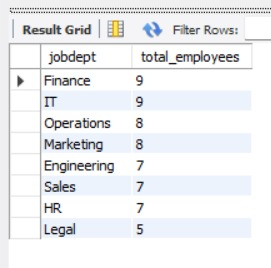 Result Grid Filter Rows:
jobdept total_employees
Finance 9
IT 9
Operations 8
Marketing 8
Engineering 7
Sales 7
HR 7
Legal 5